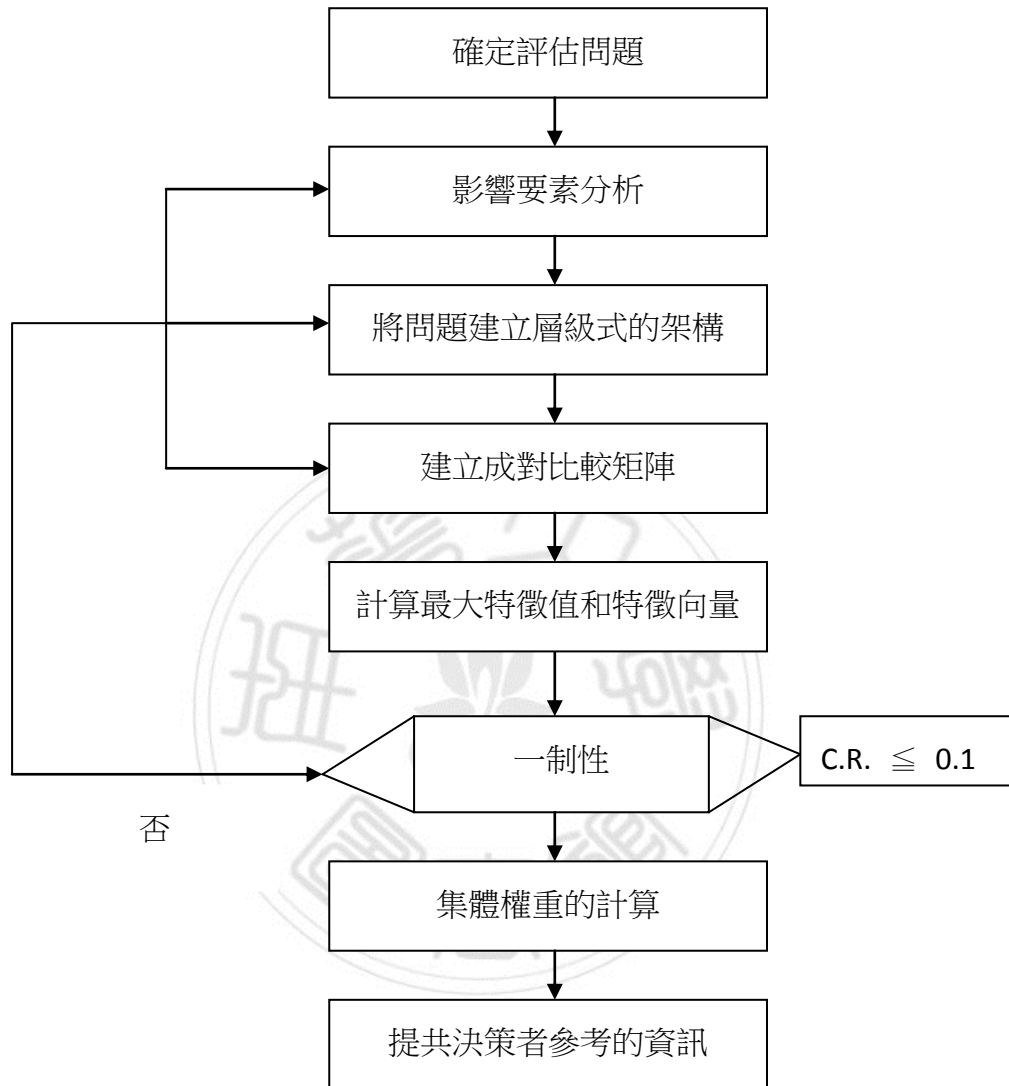 確定評估問題
影響要素分析
將問題建立層級式的架構
建立成對比較矩陣
計算最大特徵值和特徵向量
一制性
C.R. ≦ 0.1
否
集體權重的計算
提共決策者參考的資訊